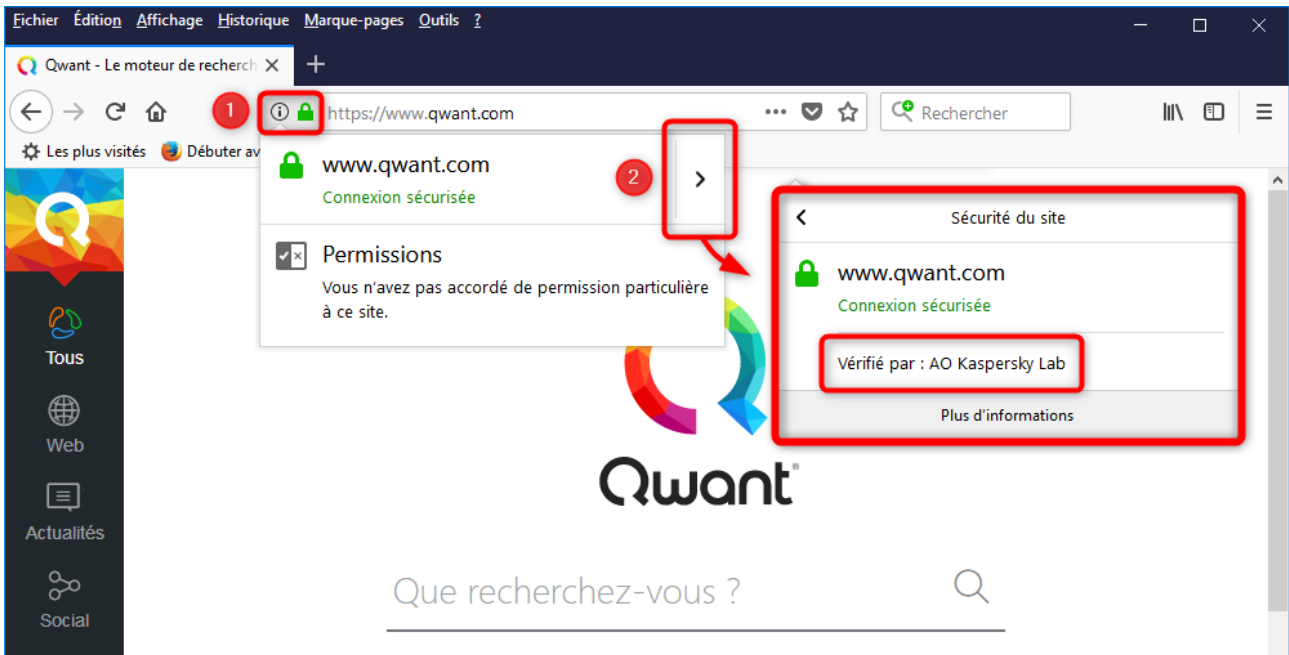 Fichier Édition Affichage Historique Marque-pages Outils ?
Qwant - Le moteur de recherch
1
https://www.qwant.com
Rechercher
Les plus visités Débuter av
www.qwant.com
Connexion sécurisée
2
Permissions
Vous n'avez pas accordé de permission particulière
à ce site.
Sécurité du site
www.qwant.com
Connexion sécurisée
Vérifié par : AO Kaspersky Lab
Plus d'informations
Tous
Web
Actualités
Social
Qwant
Que recherchez-vous ?